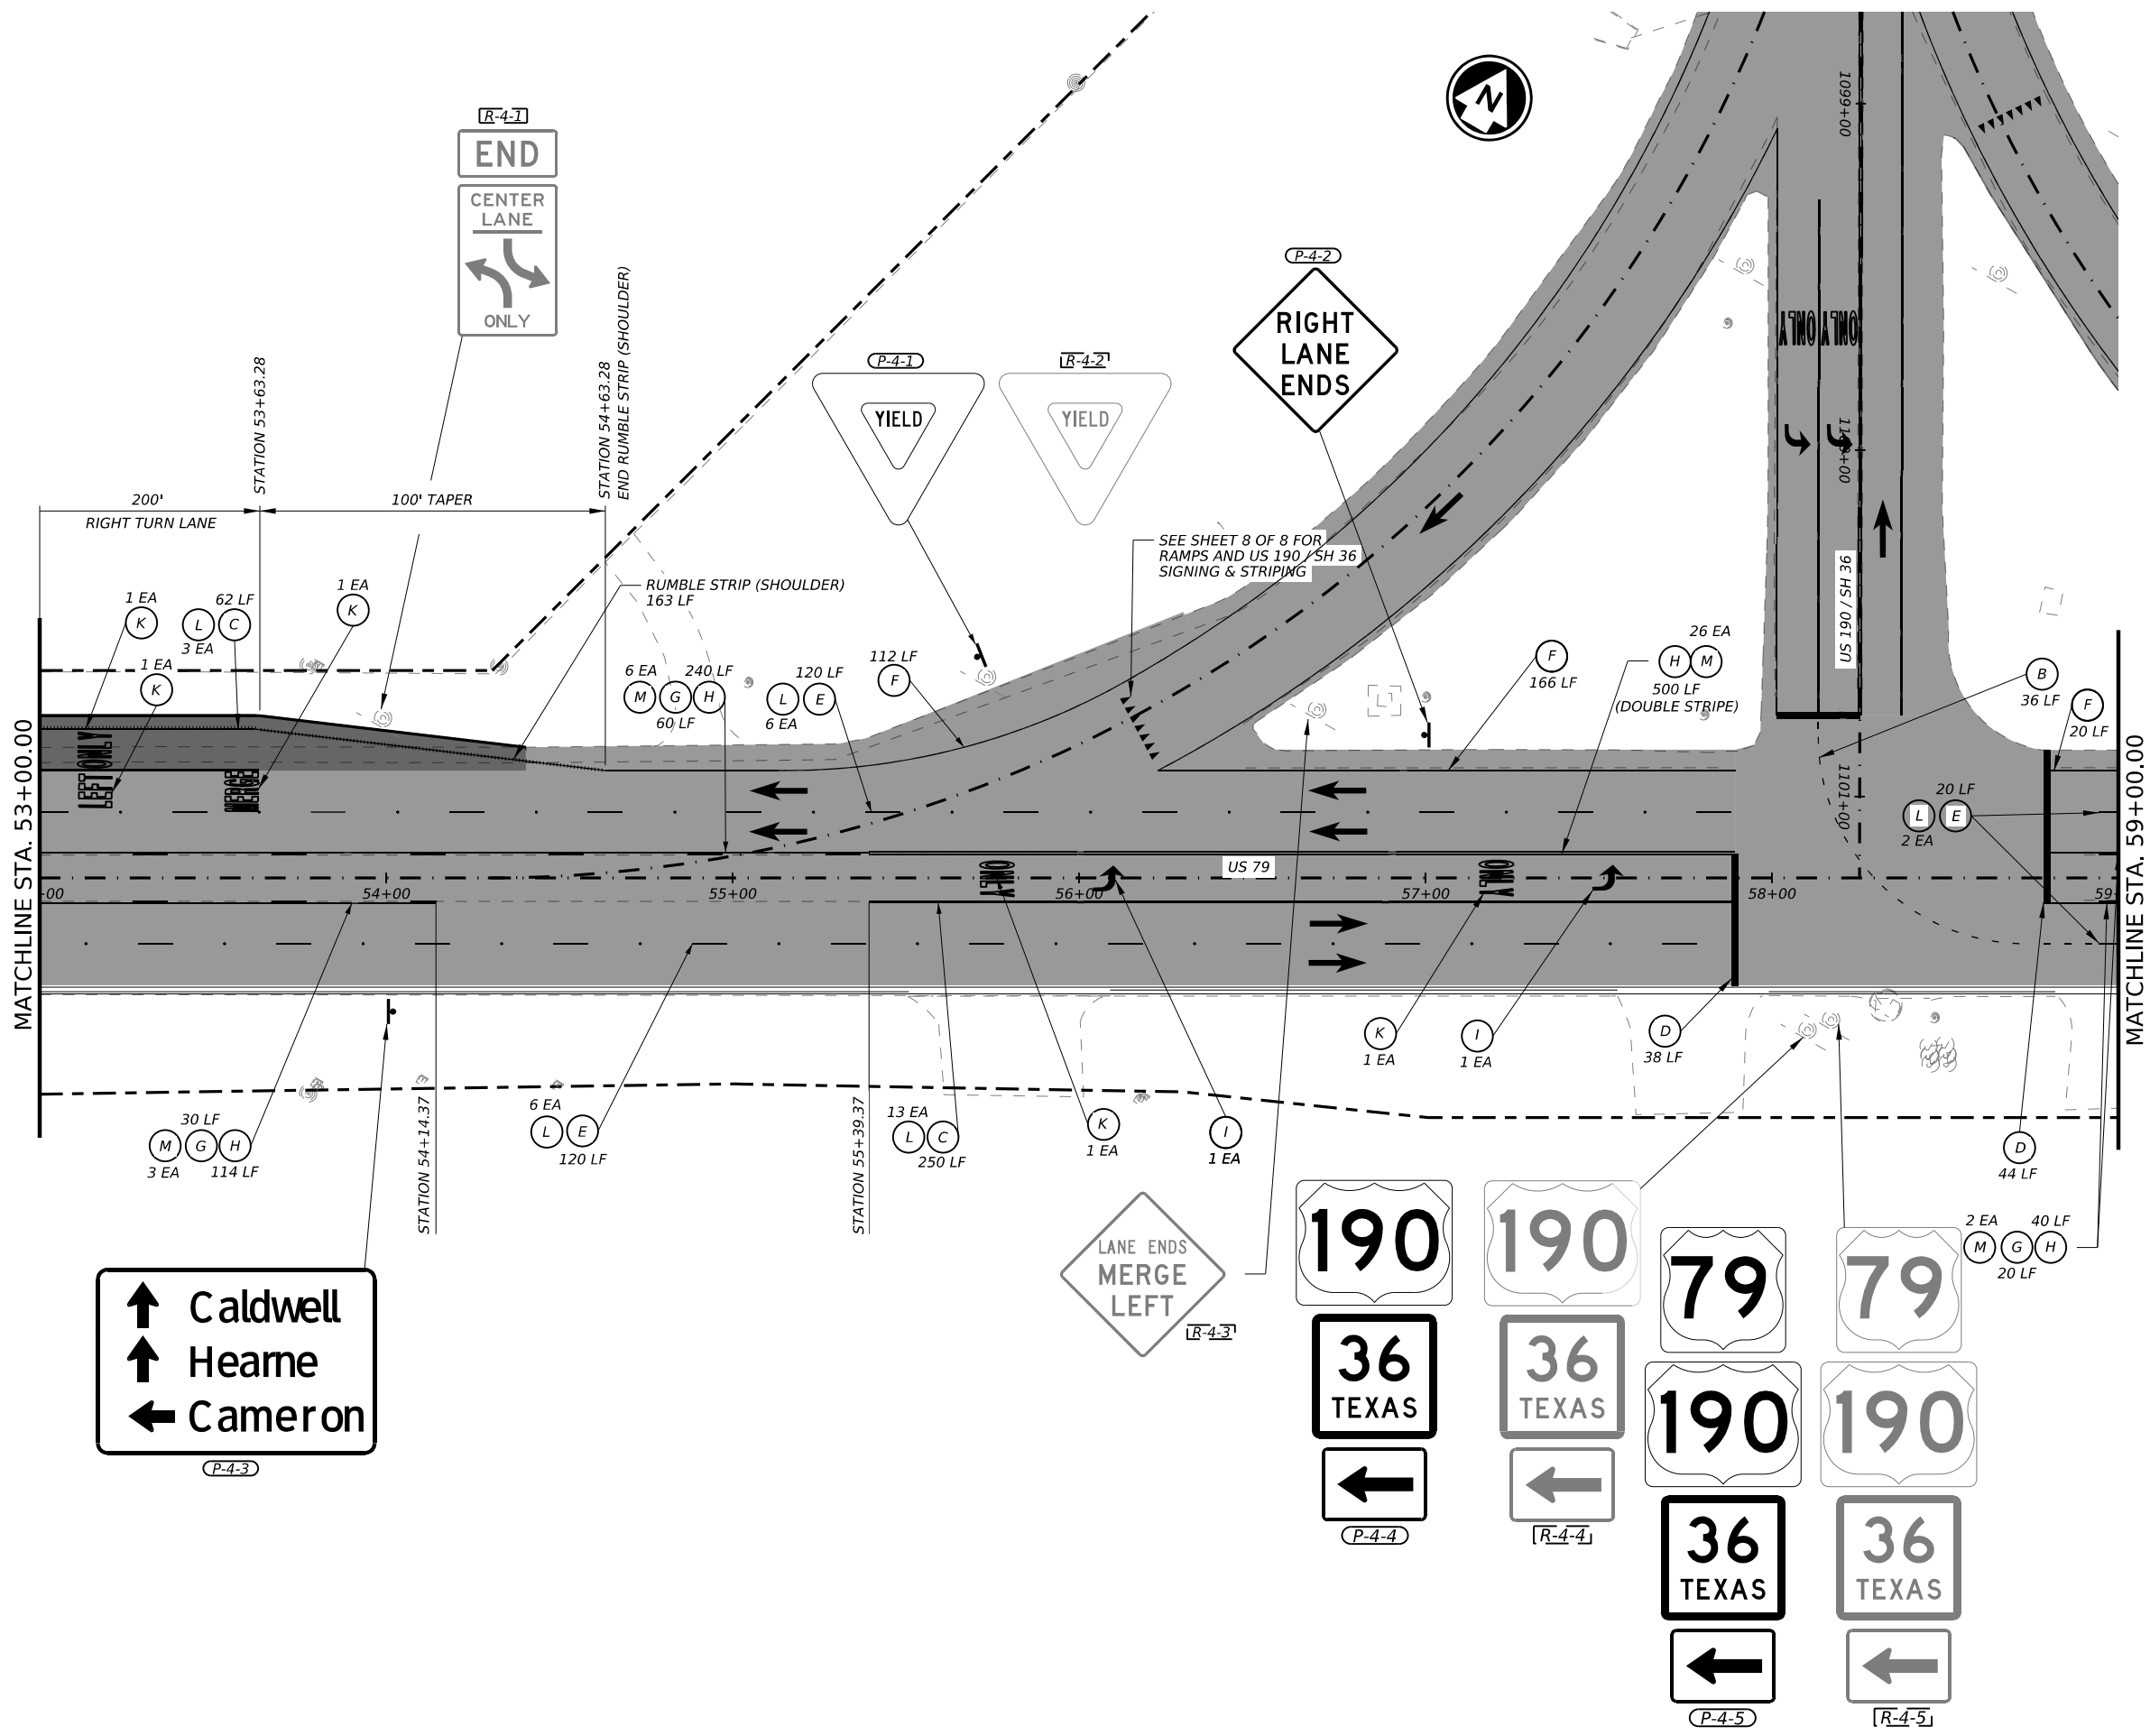 R-4-1
END
CENTER
LANE
ONLY
N
1099+00
P-4-2
RIGHT
LANE
ENDS
P-4-1
YIELD
R-4-2
YIELD
STATION 53+63.28
STATION 54+63.28
END RUMBLE STRIP (SHOULDER)
200'
RIGHT TURN LANE
100' TAPER
ONLY ONLY
SEE SHEET 8 OF 8 FOR
RAMPS AND US 190 / SH 36
SIGNING & STRIPING
US 190 / SH 36
RUMBLE STRIP (SHOULDER)
163 LF
1 EA
K
62 LF
L C
3 EA
1 EA
K
1 EA
K
6 EA
240 LF
M G H
60 LF
120 LF
L E
6 EA
112 LF
F
F
166 LF
26 EA
H M
500 LF
(DOUBLE STRIPE)
B
36 LF
F
20 LF
20 LF
L E
2 EA
1101+00
MATCHLINE STA. 53+00.00
MATCHLINE STA. 59+00.00
LEFT ONLY
MERGE
ONLY
ONLY
US 79
+00
54+00
55+00
56+00
57+00
58+00
59
K
1 EA
I
1 EA
D
38 LF
30 LF
M G H
3 EA
114 LF
STATION 54+14.37
6 EA
L E
120 LF
STATION 55+39.37
13 EA
L C
250 LF
K
1 EA
I
1 EA
D
44 LF
2 EA
40 LF
M G H
20 LF
Caldwell
Hearne
Cameron
P-4-3
LANE ENDS
MERGE
LEFT
R-4-3
190
36
TEXAS
P-4-4
190
36
TEXAS
R-4-4
79
190
36
TEXAS
P-4-5
79
190
36
TEXAS
R-4-5